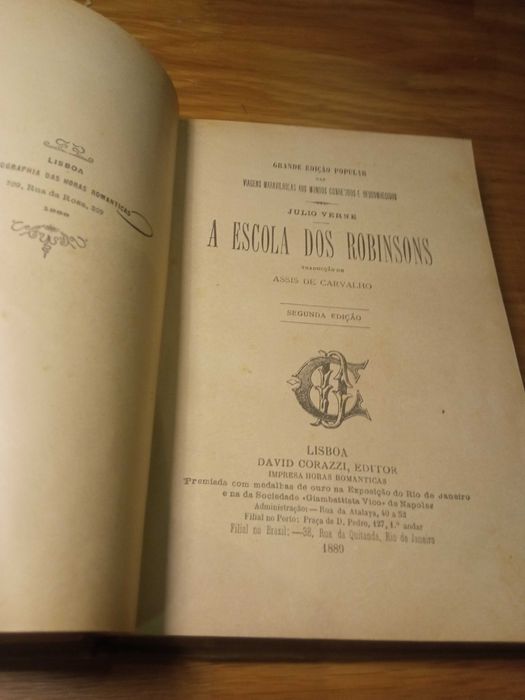 LISBOA
OGRAPHIA DAS HORAS ROMANTICAS
Rua da Rosa, 309
GRANDE EDIÇÃO POPULAR
DAS
VIAGENS MARAVILHOSAS AOS MUNDOS CONHECIDOS E DESCONHECIDOS
JULIO VERNE
A ESCOLA DOS ROBINSONS
TRADUCÇÃO DE
ASSIS DE CARVALHO
SEGUNDA EDIÇÃO
LISBOA
DAVID CORAZZI, EDITOR
IMPRESA HORAS ROMANTICAS
Premiada com medalhas de ouro na Exposição do Rio de Janeiro
e na da Sociedade «Giambattista Vico» de Napoles
Administração: — Rua da Atalaya, 40 a 52
Filial no Porto: Praça de D. Pedro, 127, 1.º andar
Filial no Brazil: — 38, Rua da Quitanda, Rio de Janeiro
1889